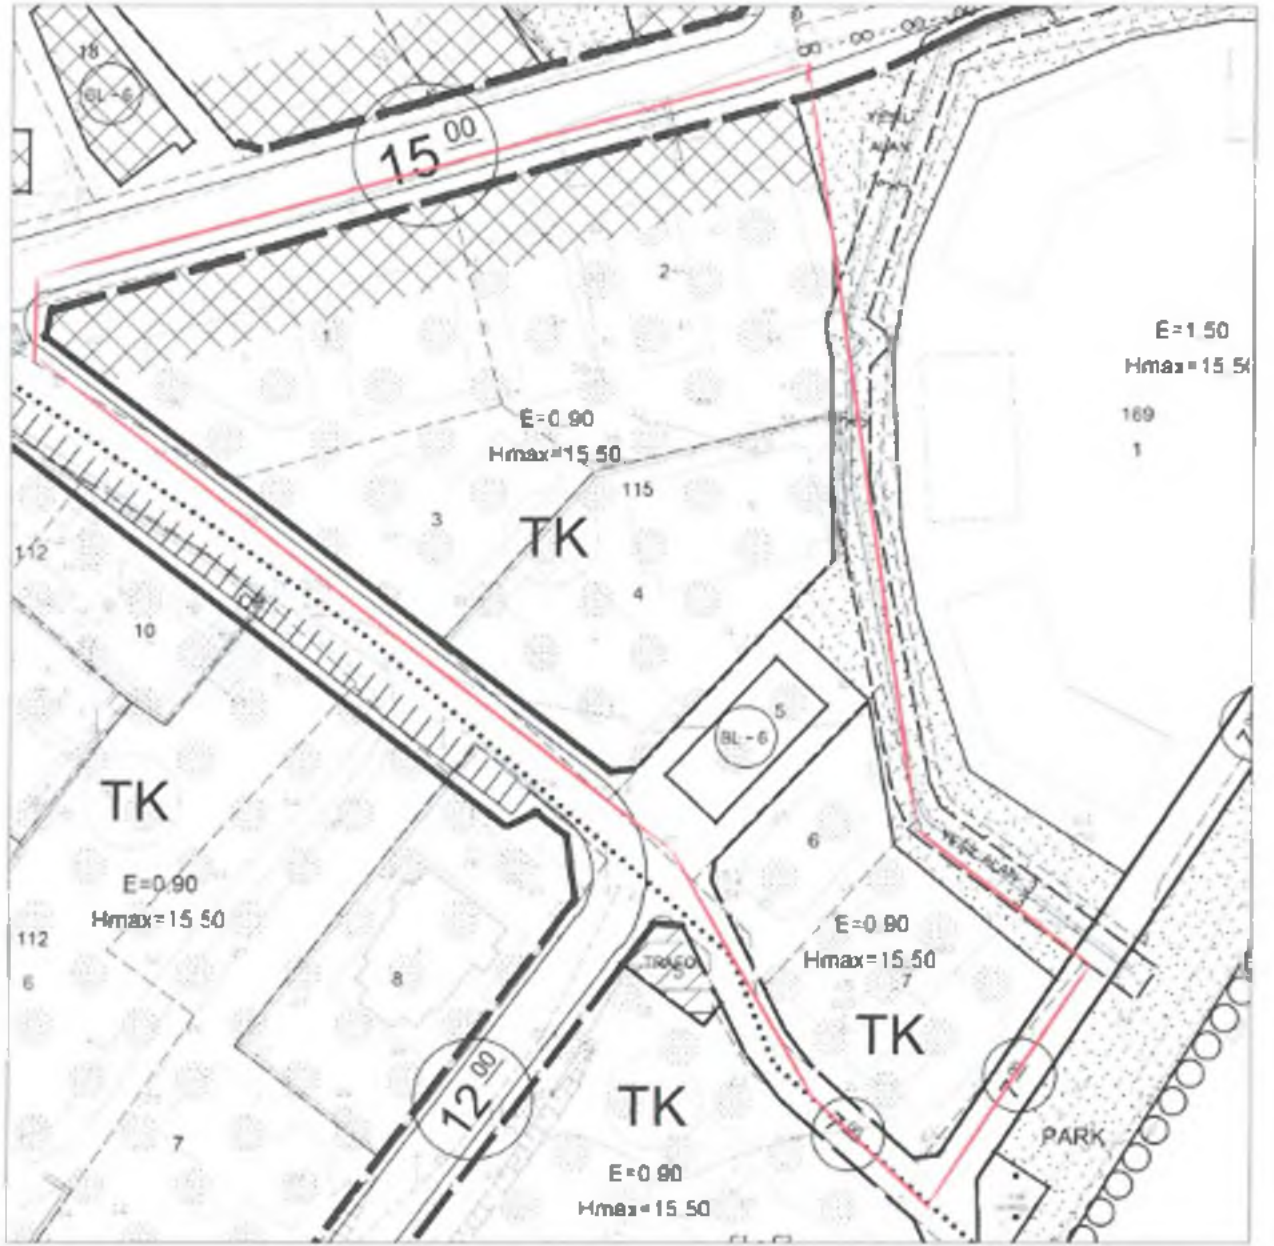 18
BL-6
15 00
YEŞİL
ALAN
2
1
E=1.50
Hmax=15.50
169
1
E=0.90
Hmax=15.50
115
3
TK
4
112
10
5
BL-6
TK
E=0.90
Hmax=15.50
6
YEŞİL ALAN
112
6
8
TRAFO
E=0.90
Hmax=15.50
7
TK
12 00
TK
PARK
7
E=0.90
Hmax=15.50